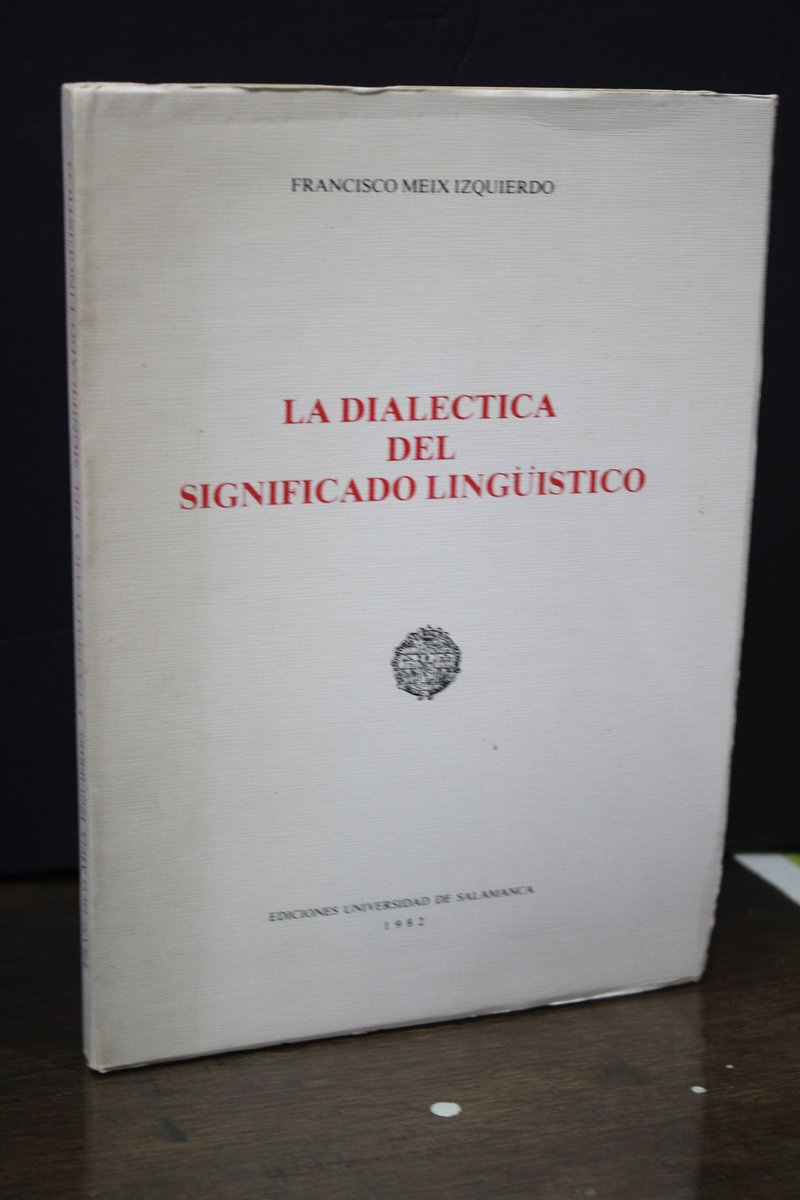 FRANCISCO MEIX IZQUIERDO
LA DIALECTICA
DEL
SIGNIFICADO LINGÜISTICO
EDICIONES UNIVERSIDAD DE SALAMANCA
1982